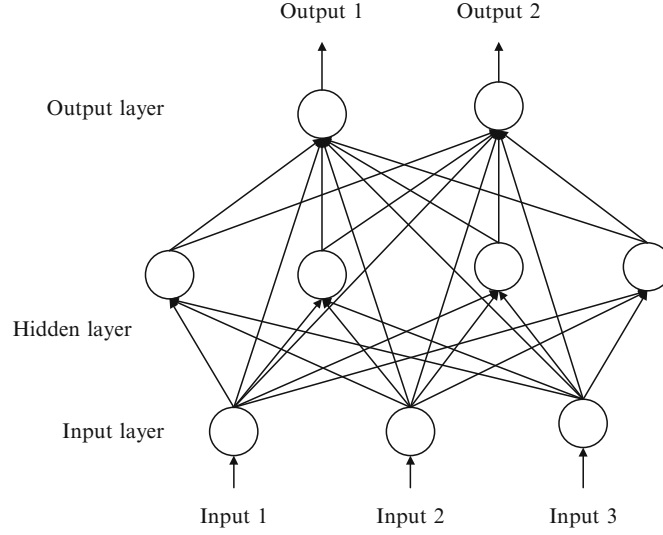 Output 1 Output 2
Output layer
Hidden layer
Input layer
Input 1 Input 2 Input 3